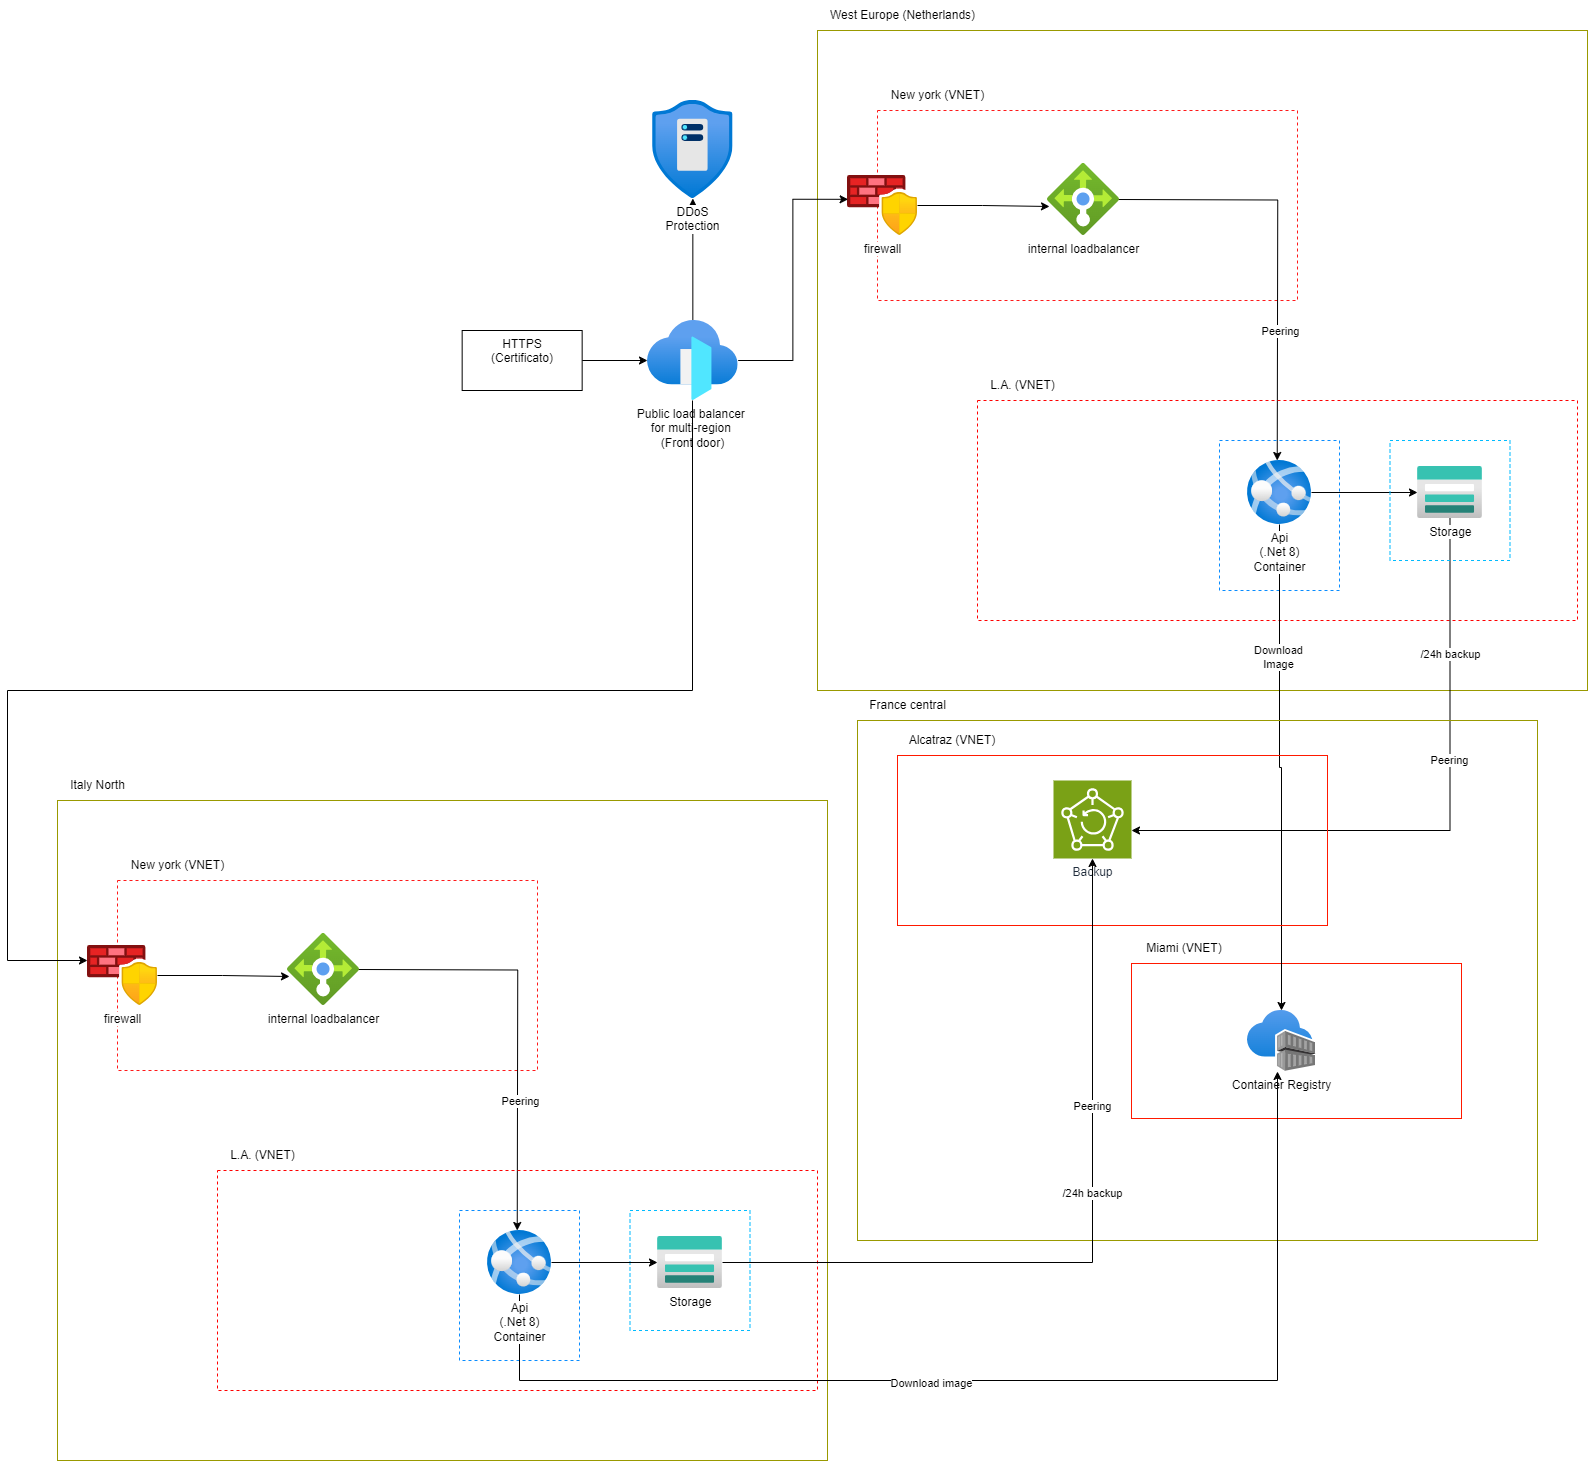 West Europe (Netherlands)
New york (VNET)
DDoS
Protection
firewall
internal loadbalancer
HTTPS
(Certificato)
Peering
Public load balancer
for multi-region
(Front door)
L.A. (VNET)
Api
(.Net 8)
Container
Storage
Download
Image
/24h backup
France central
Alcatraz (VNET)
Peering
Backup
Italy North
New york (VNET)
Miami (VNET)
firewall
internal loadbalancer
Container Registry
Peering
Peering
L.A. (VNET)
/24h backup
Api
(.Net 8)
Container
Storage
Download image